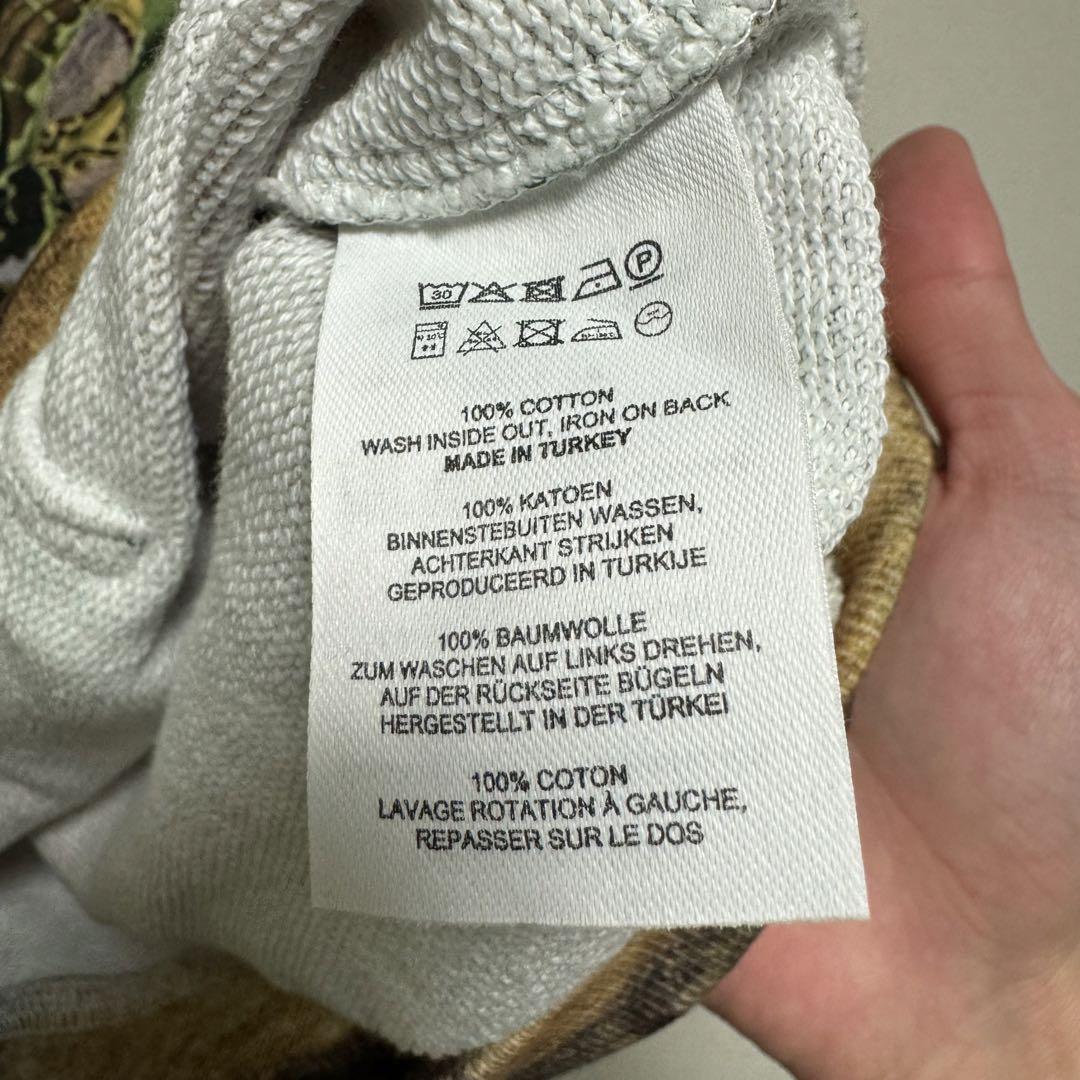 30
P
100% COTTON
WASH INSIDE OUT, IRON ON BACK
MADE IN TURKEY
100% KATOEN
BINNENSTEBUITEN WASSEN,
ACHTERKANT STRIJKEN
GEPRODUCEERD IN TURKIJE
100% BAUMWOLLE
ZUM WASCHEN AUF LINKS DREHEN,
AUF DER RÜCKSEITE BÜGELN
HERGESTELLT IN DER TÜRKEI
100% COTON
LAVAGE ROTATION À GAUCHE,
REPASSER SUR LE DOS